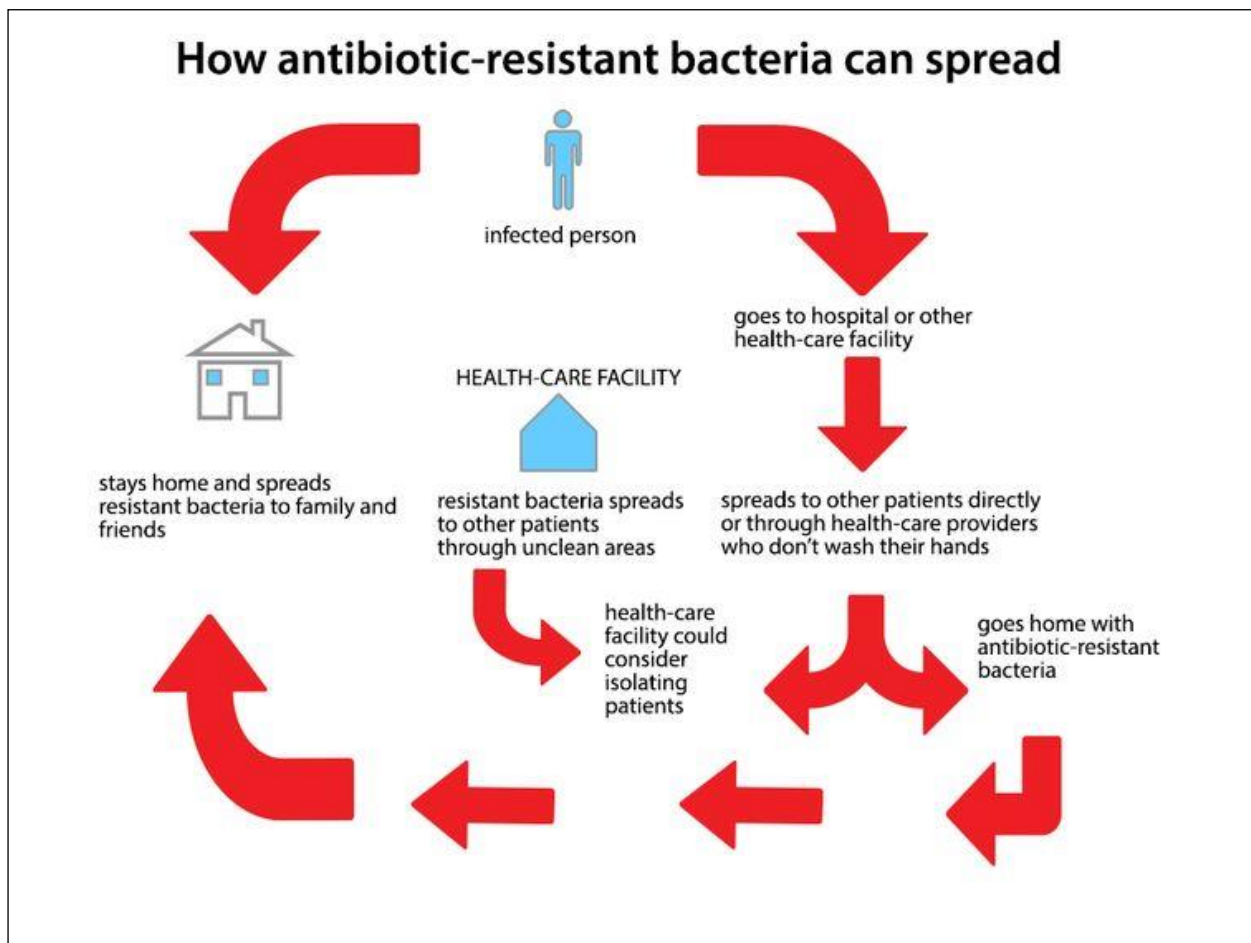 How antibiotic-resistant bacteria can spread
infected person
goes to hospital or other
health-care facility
HEALTH-CARE FACILITY
stays home and spreads
resistant bacteria to family and
friends
resistant bacteria spreads
to other patients
through unclean areas
spreads to other patients directly
or through health-care providers
who don't wash their hands
health-care
facility could
consider
isolating
patients
goes home with
antibiotic-resistant
bacteria